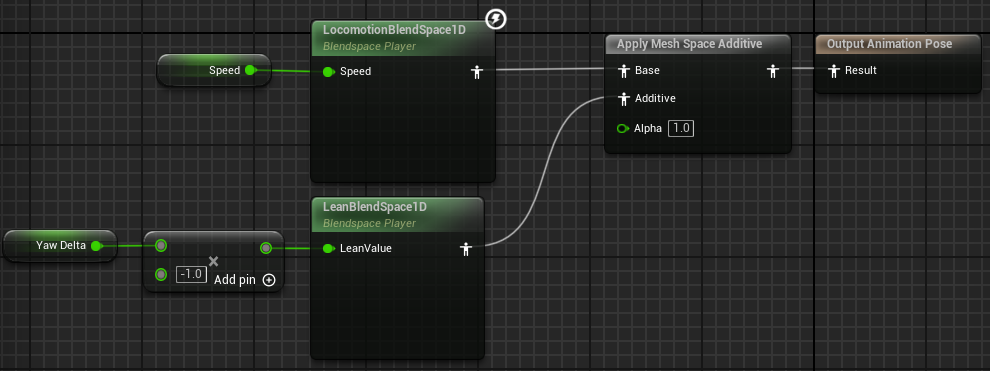 LocomotionBlendSpace1D
Blendspace Player
Speed
Speed
Apply Mesh Space Additive
Base
Additive
Alpha 1.0
Output Animation Pose
Result
LeanBlendSpace1D
Blendspace Player
LeanValue
Yaw Delta
-1.0
Add pin